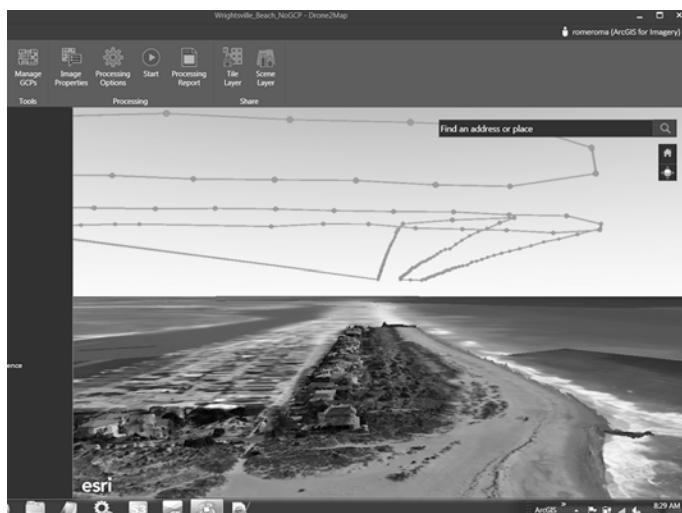 Wrightsville_Beach_NoGCP - Drone2Map
romeroma (ArcGIS for Imagery)
Manage GCPs
Image Properties
Processing Options
Start
Processing Report
Tile Layer
Scene Layer
Tools
Processing
Share
Find an address or place
ence
esri
ArcGIS
8:29 AM